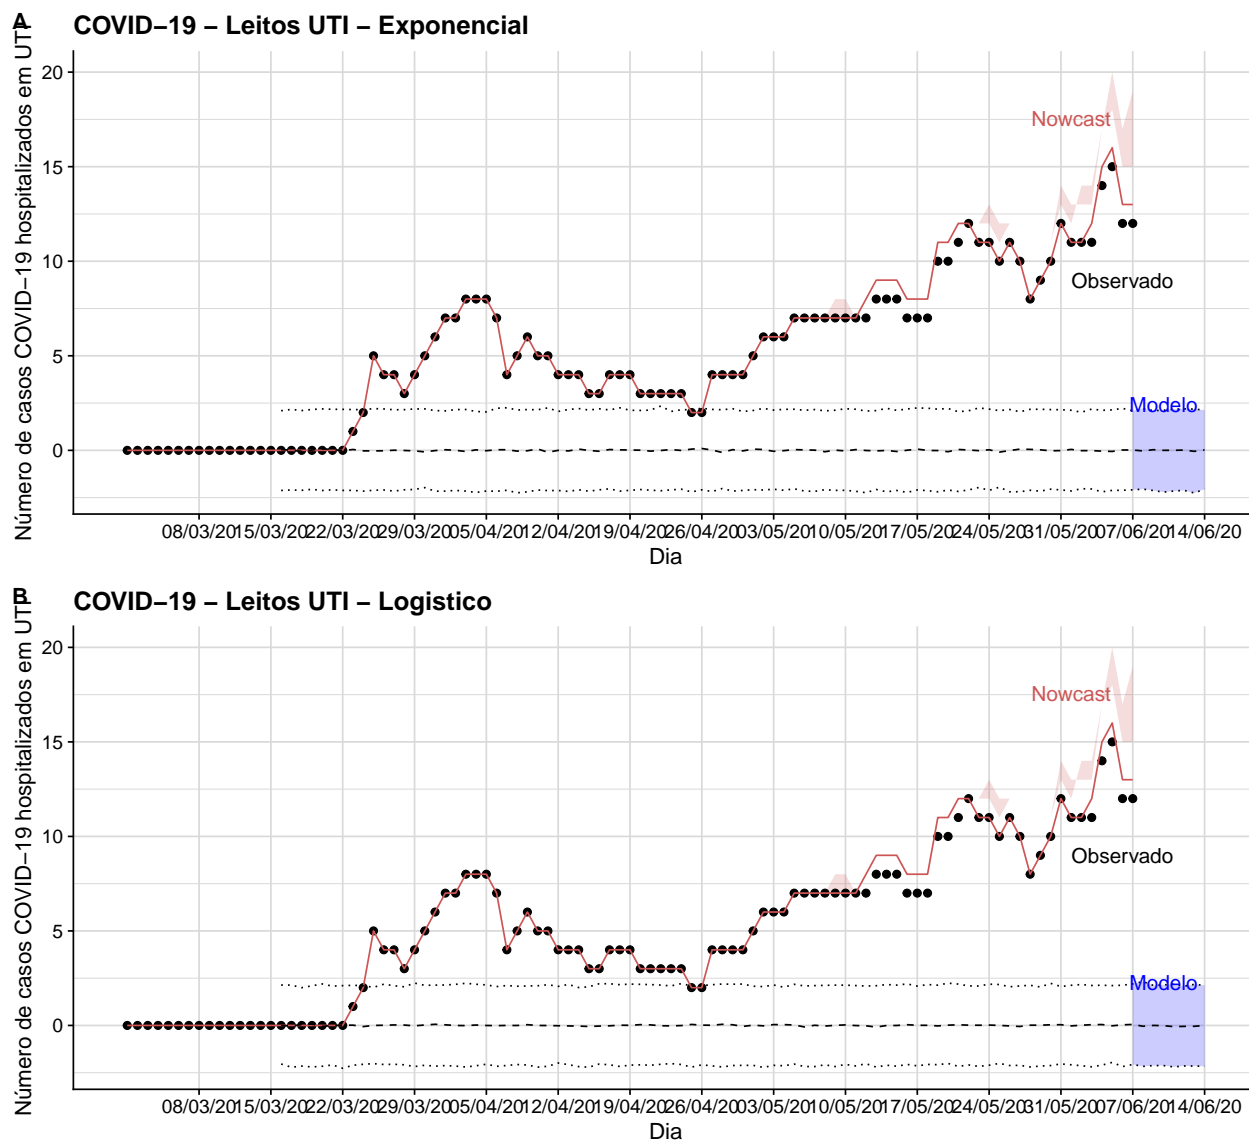 A
COVID−19 − Leitos UTI − Exponencial
Número de casos COVID−19 hospitalizados em UTI
20
15
10
5
0
Nowcast
Observado
Modelo
08/03/20 15/03/20 22/03/20 29/03/20 05/04/20 12/04/20 19/04/20 26/04/20 03/05/20 10/05/20 17/05/20 24/05/20 31/05/20 07/06/20 14/06/20
Dia
B
COVID−19 − Leitos UTI − Logistico
Número de casos COVID−19 hospitalizados em UTI
20
15
10
5
0
Nowcast
Observado
Modelo
08/03/20 15/03/20 22/03/20 29/03/20 05/04/20 12/04/20 19/04/20 26/04/20 03/05/20 10/05/20 17/05/20 24/05/20 31/05/20 07/06/20 14/06/20
Dia